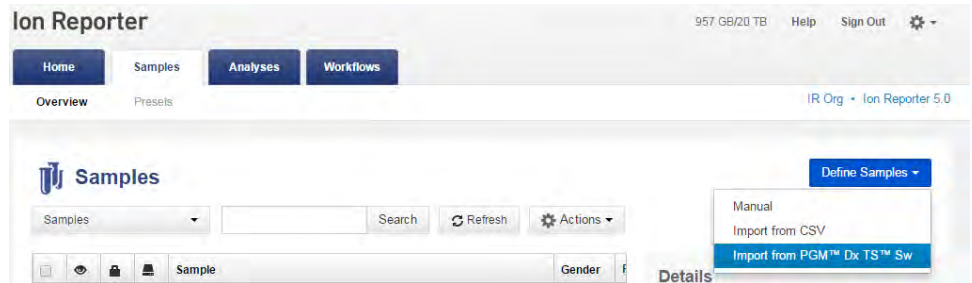 Ion Reporter
957 GB/20 TB Help Sign Out
Home Samples Analyses Workflows
Overview Presets
IR Org • Ion Reporter 5.0
Samples
Define Samples
Samples Search Refresh Actions
Manual
Import from CSV
Import from PGM™ Dx TS™ Sw
Sample Gender
Details